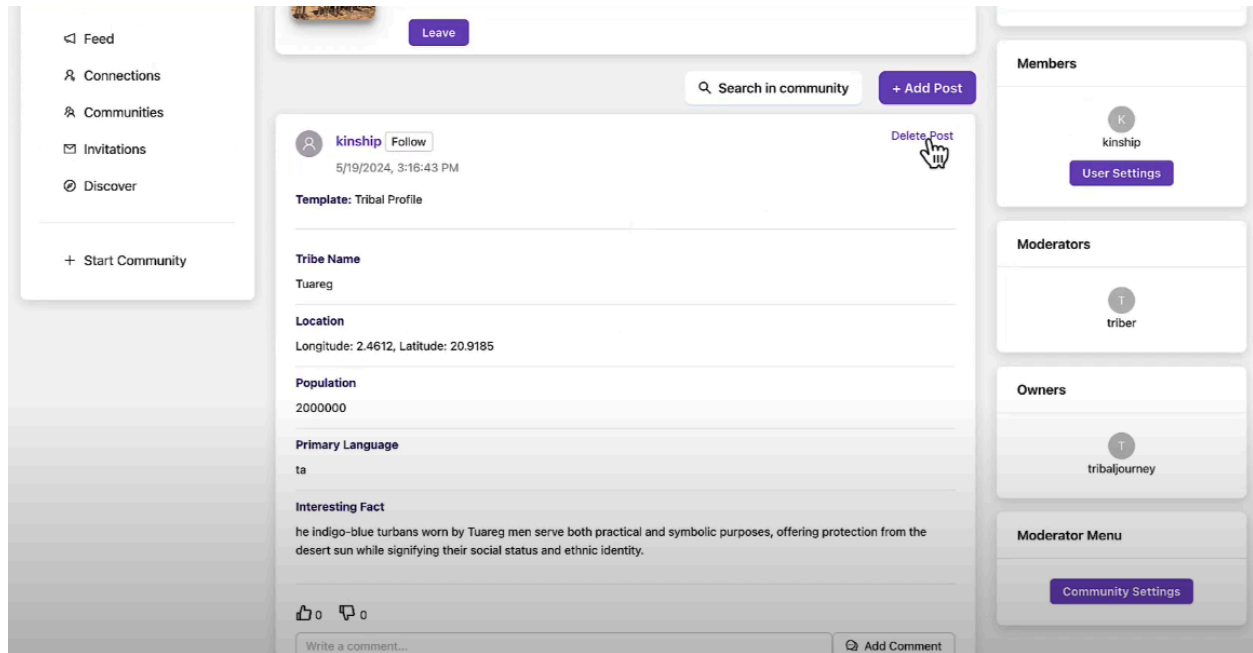 Feed
Connections
Communities
Invitations
Discover
+ Start Community
Leave
Search in community
+ Add Post
kinship Follow
Delete Post
5/19/2024, 3:16:43 PM
Template: Tribal Profile
Tribe Name
Tuareg
Location
Longitude: 2.4612, Latitude: 20.9185
Population
2000000
Primary Language
ta
Interesting Fact
he indigo-blue turbans worn by Tuareg men serve both practical and symbolic purposes, offering protection from the
desert sun while signifying their social status and ethnic identity.
0 0
Write a comment...
Add Comment
Members
K
kinship
User Settings
Moderators
T
triber
Owners
T
tribaljourney
Moderator Menu
Community Settings